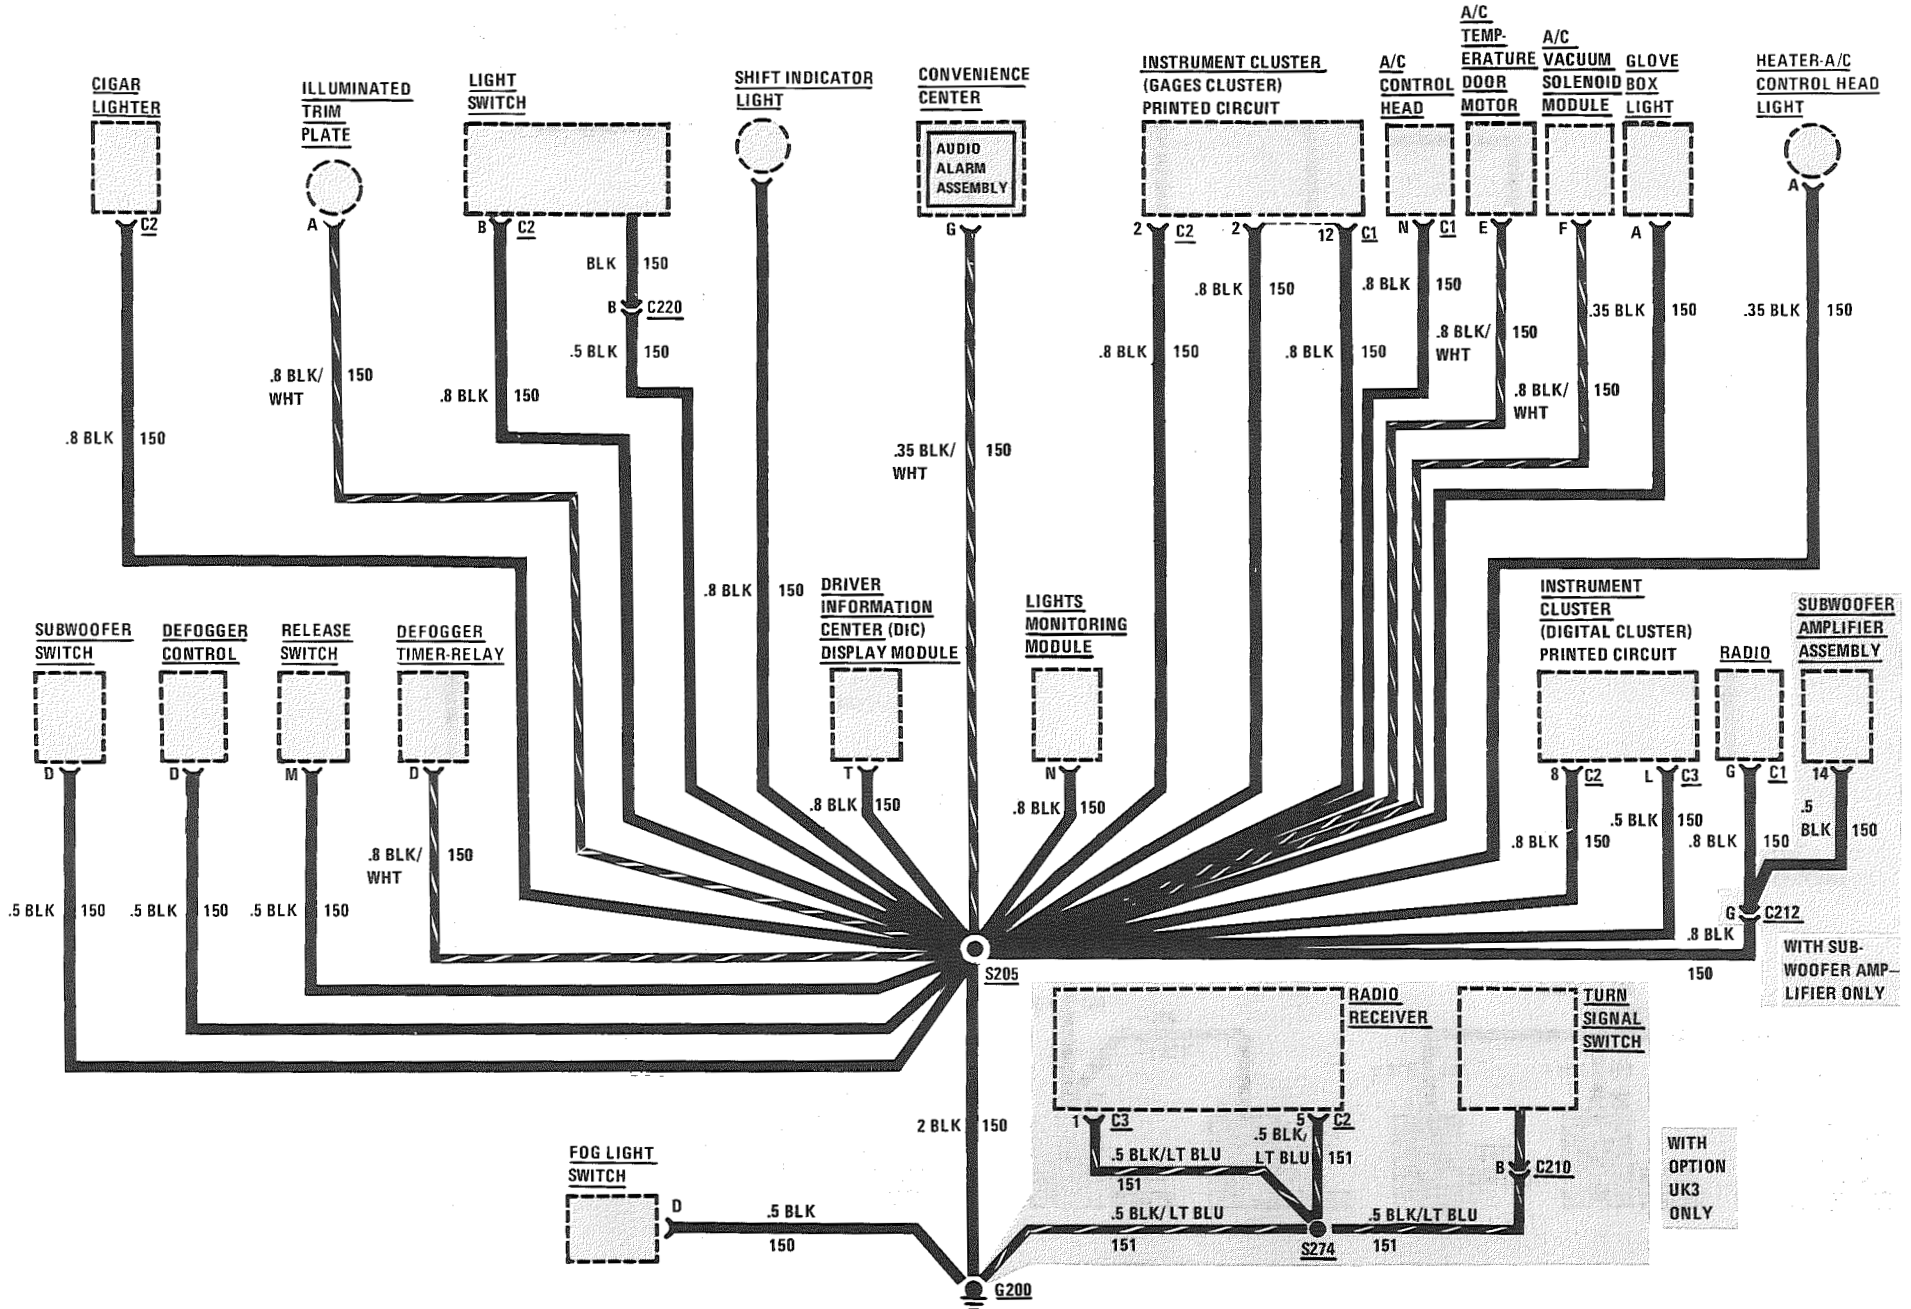 CIGAR
LIGHTER
C2
.8 BLK
150
ILLUMINATED
TRIM
PLATE
A
.8 BLK/
WHT
150
LIGHT
SWITCH
B
C2
BLK
150
B
C220
.5 BLK
150
.8 BLK
150
SHIFT INDICATOR
LIGHT
.8 BLK
150
CONVENIENCE
CENTER
AUDIO
ALARM
ASSEMBLY
G
.35 BLK/
WHT
150
INSTRUMENT CLUSTER
(GAGES CLUSTER)
PRINTED CIRCUIT
2
C2
2
12
C1
.8 BLK
150
.8 BLK
150
.8 BLK
150
A/C
CONTROL
HEAD
N
C1
.8 BLK
150
A/C
TEMP-
ERATURE
DOOR
MOTOR
E
.8 BLK/
WHT
150
A/C
VACUUM
SOLENOID
MODULE
F
.8 BLK/
WHT
150
GLOVE
BOX
LIGHT
A
.35 BLK
150
HEATER-A/C
CONTROL HEAD
LIGHT
A
.35 BLK
150
SUBWOOFER
SWITCH
D
.5 BLK
150
DEFOGGER
CONTROL
D
.5 BLK
150
RELEASE
SWITCH
M
.5 BLK
150
DEFOGGER
TIMER-RELAY
D
.8 BLK/
WHT
150
DRIVER
INFORMATION
CENTER (DIC)
DISPLAY MODULE
T
.8 BLK
150
LIGHTS
MONITORING
MODULE
N
.8 BLK
150
INSTRUMENT
CLUSTER
(DIGITAL CLUSTER)
PRINTED CIRCUIT
8
C2
L
C3
.8 BLK
150
.5 BLK
150
RADIO
G
C1
.8 BLK
150
SUBWOOFER
AMPLIFIER
ASSEMBLY
14
.5
BLK
150
G
C212
.8 BLK
150
WITH SUB-
WOOFER AMP-
LIFIER ONLY
S205
2 BLK
150
RADIO
RECEIVER
1
C3
5
C2
.5 BLK/LT BLU
151
.5 BLK/
LT BLU
151
TURN
SIGNAL
SWITCH
B
C210
.5 BLK/LT BLU
151
.5 BLK/LT BLU
151
S274
WITH
OPTION
UK3
ONLY
FOG LIGHT
SWITCH
D
.5 BLK
150
G200